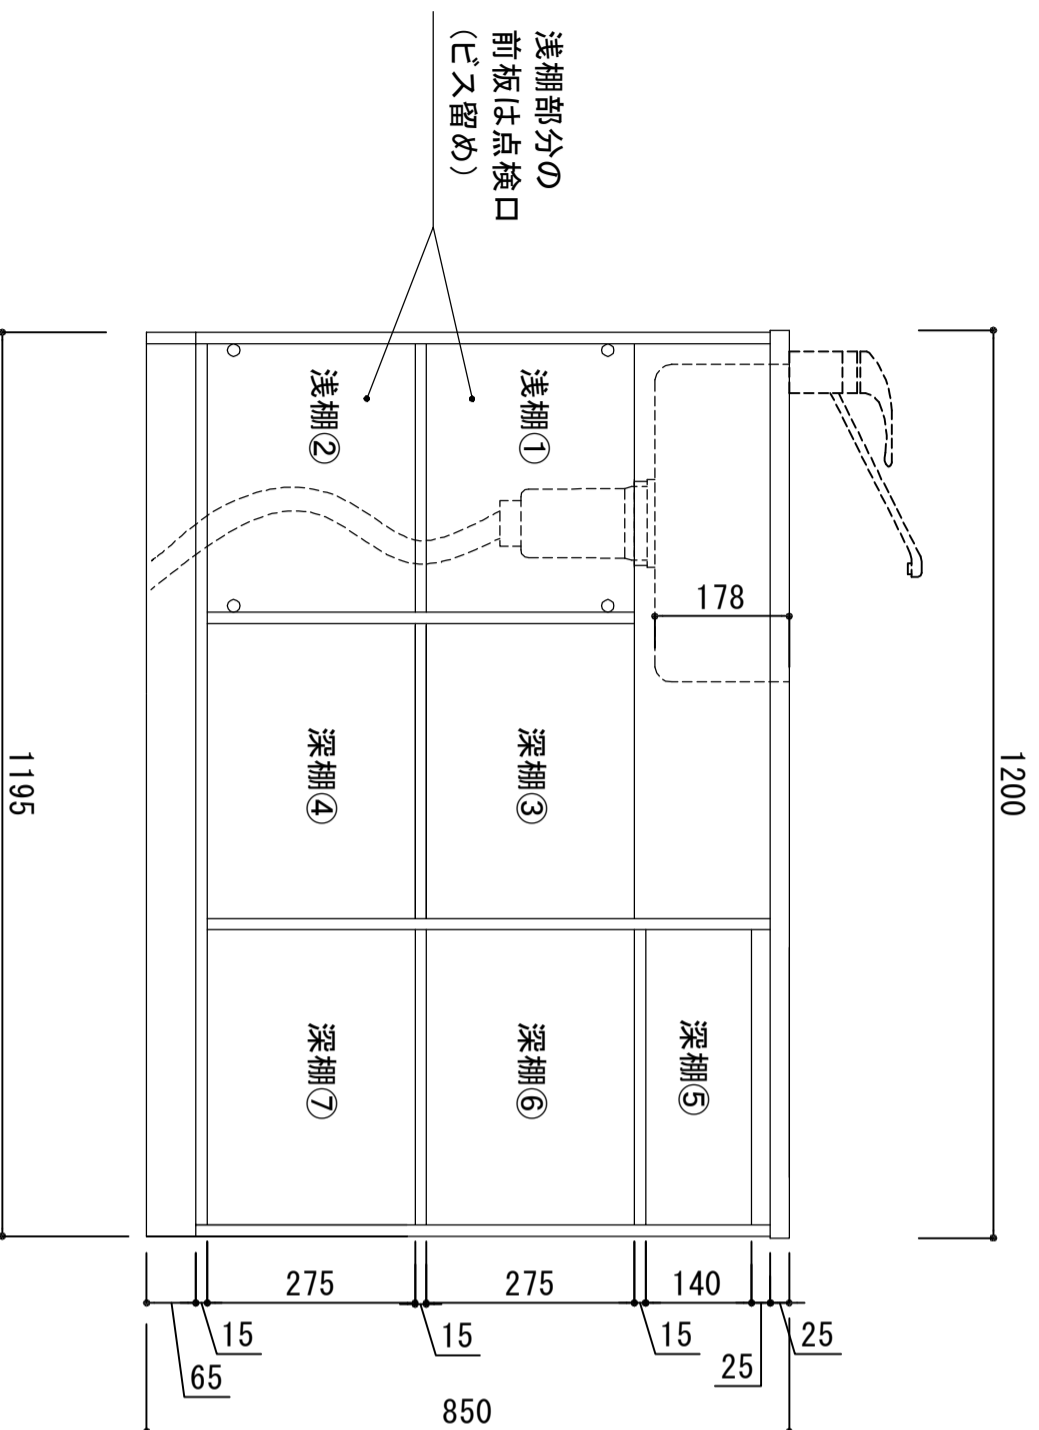 浅棚部分の
前板は点検口
（ビス留め）
1200
178
浅棚①
浅棚②
深棚③
深棚④
深棚⑤
深棚⑥
深棚⑦
25
25
140
15
275
15
275
15
65
850
1195